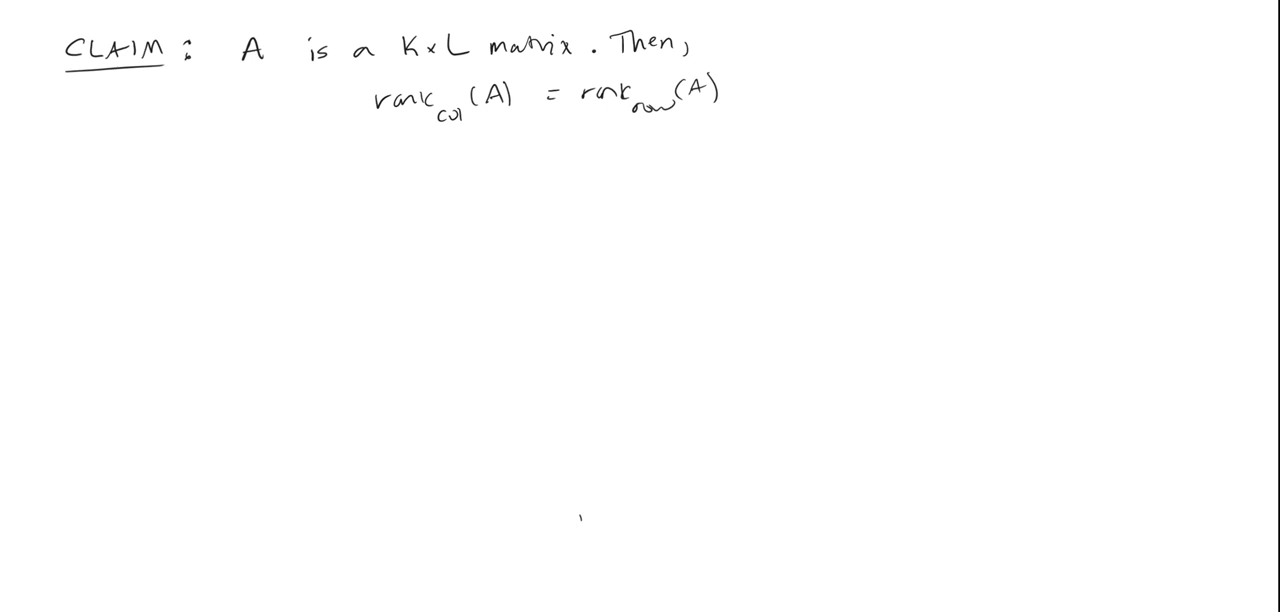 CLAIM : A is a K×L matrix. Then,
rank_col (A) = rank_row (A)